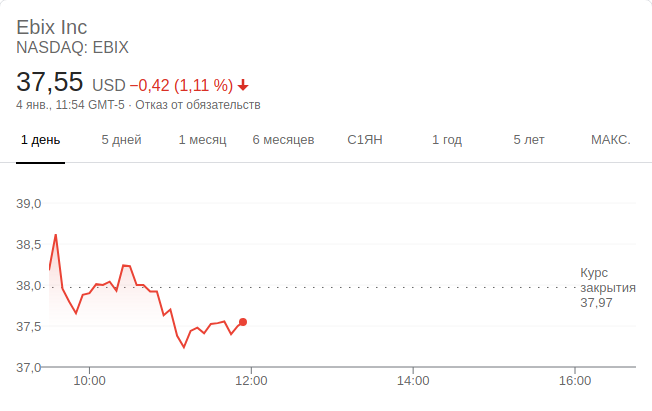 Ebix Inc
NASDAQ: EBIX
37,55 USD −0,42 (1,11 %)
4 янв., 11:54 GMT-5 · Отказ от обязательств
1 день 5 дней 1 месяц 6 месяцев С1ЯН 1 год 5 лет МАКС.
39,0
38,5
38,0
37,5
37,0
Курс
закрытия
37,97
10:00 12:00 14:00 16:00